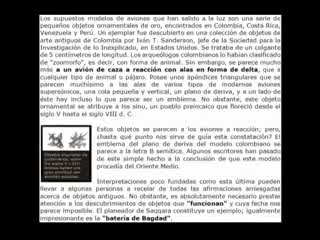 Los supuestos modelos de aviones que han salido a la luz son una serie de
pequeños objetos ornamentales de oro, encontrados en Colombia, Costa Rica,
Venezuela y Perú. Un ejemplar fue descubierto en una colección de objetos de
arte antiguos de Colombia por Iván T. Sanderson, jefe de la Sociedad para la
Investigación de lo Inexplicado, en Estados Unidos. Se trataba de un colgante
de 5 centímetros de longitud. Los arqueólogos colombianos lo habían clasificado
de "zoomorfo", es decir, con forma de animal. Sin embargo, se parece mucho
más a un avión de caza a reacción con alas en forma de delta, que a
cualquier tipo de animal o pájaro. Posee unos apéndices triangulares que se
parecen muchísimo a las alas de varios tipos de modernos aviones
supersónicos, una cola pequeña y vertical, un plano de deriva, y a un lado de
éste hay incluso lo que parece ser un emblema. No obstante, este objeto
ornamental se atribuye a los sinu, un pueblo preincaico que floreció desde el
siglo V hasta el siglo VIII d. C.
Estos objetos se parecen a los aviones a reacción; pero,
¿hasta qué punto nos sirve de guía esta constatación? El
emblema del plano de deriva del modelo colombiano se
parece a la letra B semítica. Algunos escritores han pasado
de este simple hecho a la conclusión de que este modelo
procedía del Oriente Medio.
Interpretaciones poco fundadas como esta última pueden
llevar a algunas personas a recelar de todas las afirmaciones arriesgadas
acerca de objetos antiguos. No obstante, es absolutamente necesario prestar
atención a los descubrimientos de objetos que "funcionan" y cuya fecha nos
parece imposible. El planeador de Saqqara constituye un ejemplo; igualmente
impresionante es la "batería de Bagdad".